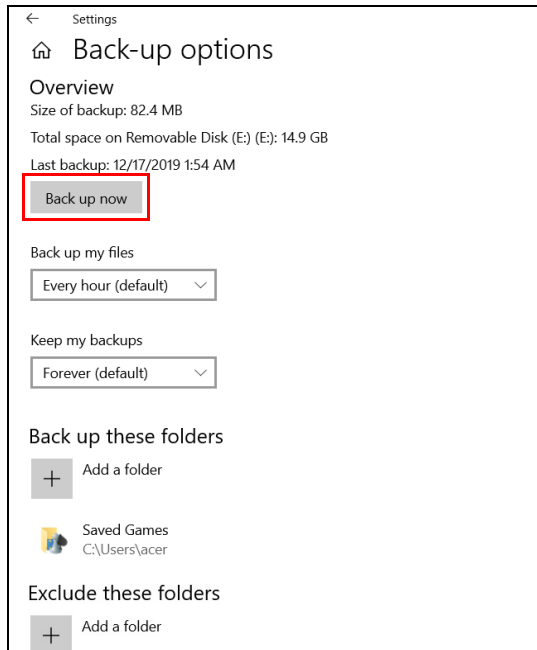 Settings
Back-up options
Overview
Size of backup: 82.4 MB
Total space on Removable Disk (E:) (E:): 14.9 GB
Last backup: 12/17/2019 1:54 AM
Back up now
Back up my files
Every hour (default)
Keep my backups
Forever (default)
Back up these folders
Add a folder
Saved Games
C:\Users\acer
Exclude these folders
Add a folder